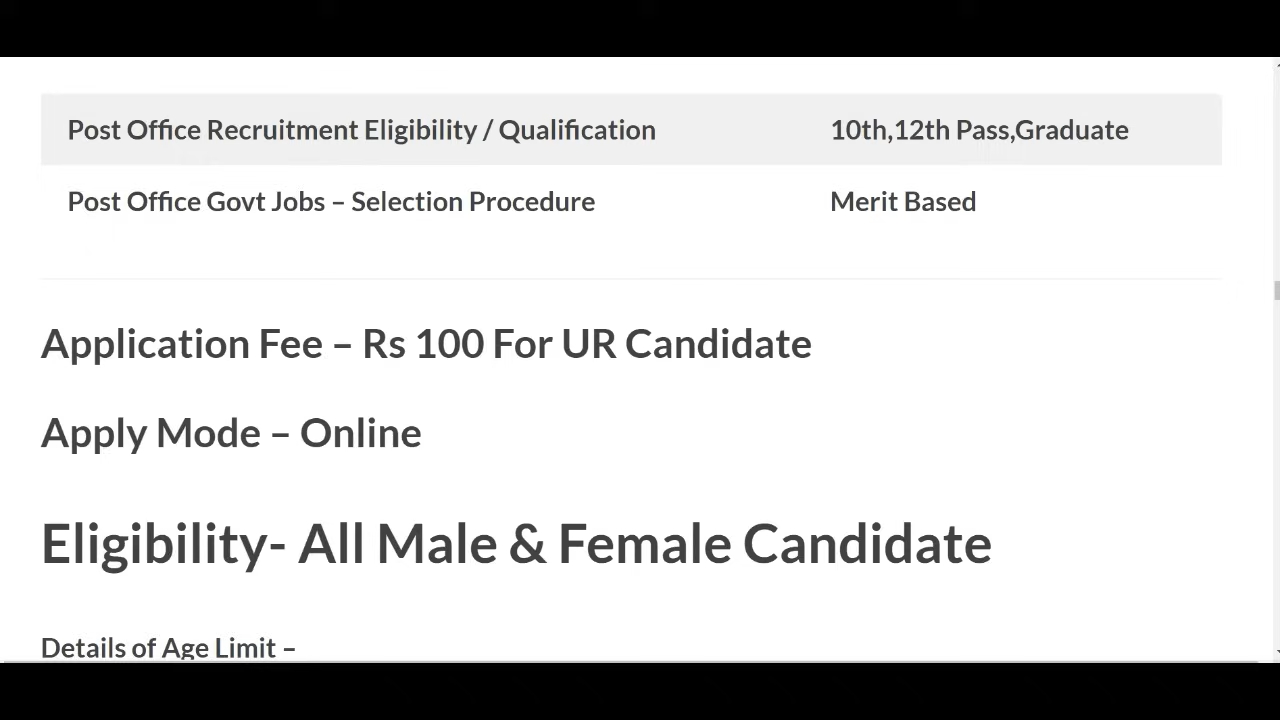 Post Office Recruitment Eligibility / Qualification 10th,12th Pass,Graduate
Post Office Govt Jobs – Selection Procedure Merit Based
Application Fee – Rs 100 For UR Candidate
Apply Mode – Online
Eligibility- All Male & Female Candidate
Details of Age Limit –